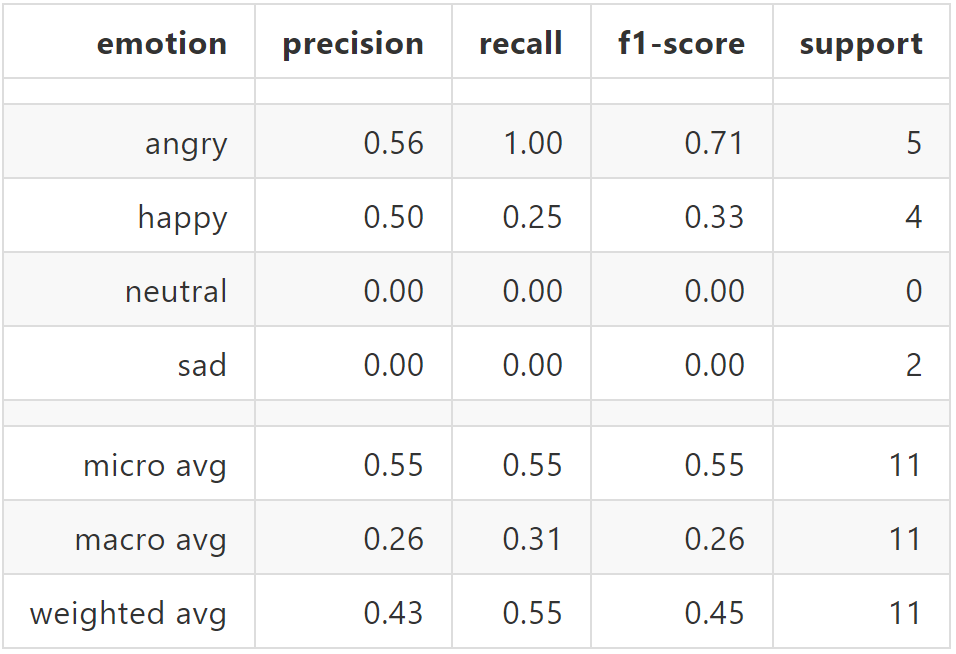 emotion precision recall f1-score support
angry 0.56 1.00 0.71 5
happy 0.50 0.25 0.33 4
neutral 0.00 0.00 0.00 0
sad 0.00 0.00 0.00 2
micro avg 0.55 0.55 0.55 11
macro avg 0.26 0.31 0.26 11
weighted avg 0.43 0.55 0.45 11